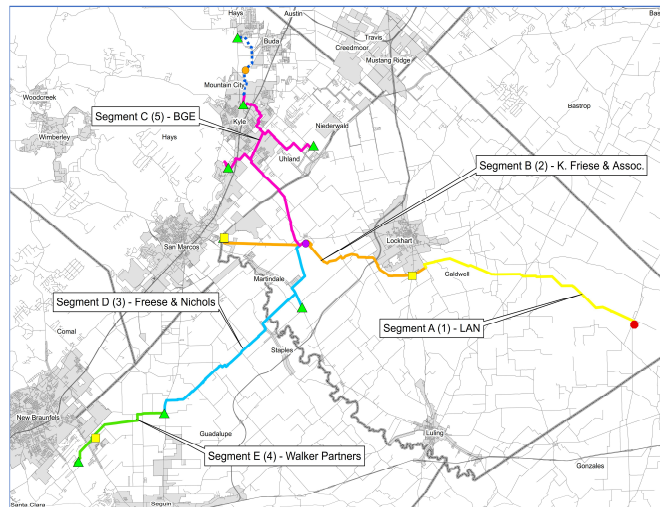 Hays
Austin
Bas
Buda
Travis
Creedmoor
Mustang Ridge
Mountain City
Woodcreek
Bastrop
Segment C (5) - BGE
Kyle
Niederwald
Wimberley
Hays
Uhland
Segment B (2) - K. Friese & Assoc.
San Marcos
Lockhart
Martindale
Caldwell
Segment D (3) - Freese & Nichols
Segment A (1) - LAN
Comal
Staples
New Braunfels
Guadalupe
Luling
Segment E (4) - Walker Partners
Gonzales
Santa Clara
Seguin